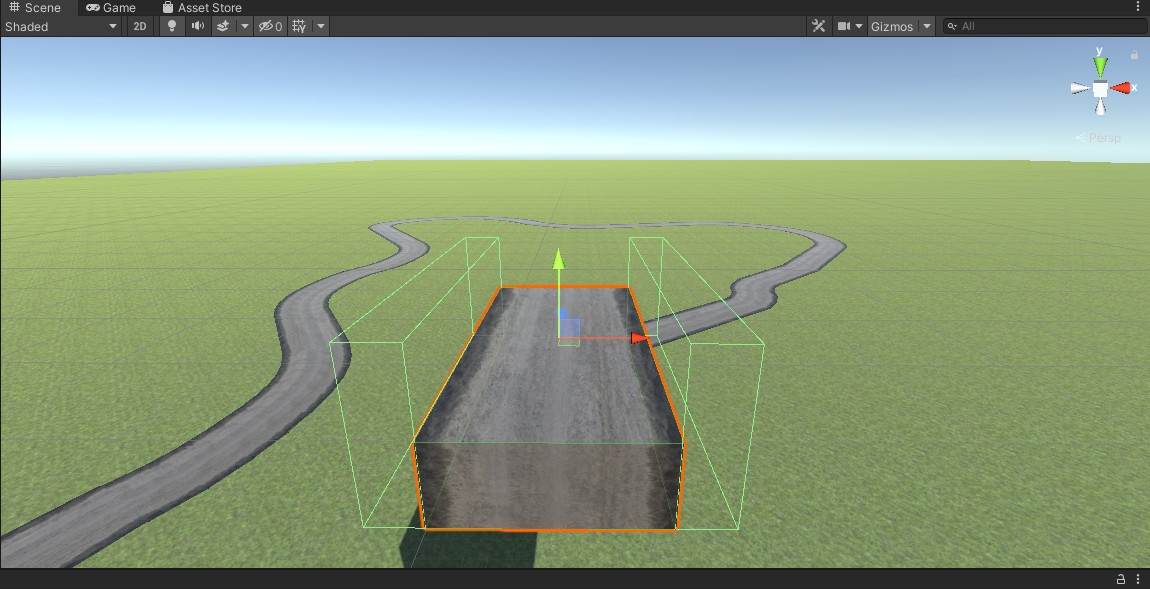 Scene Game Asset Store
Shaded 2D 0 Gizmos All
y
x
Persp